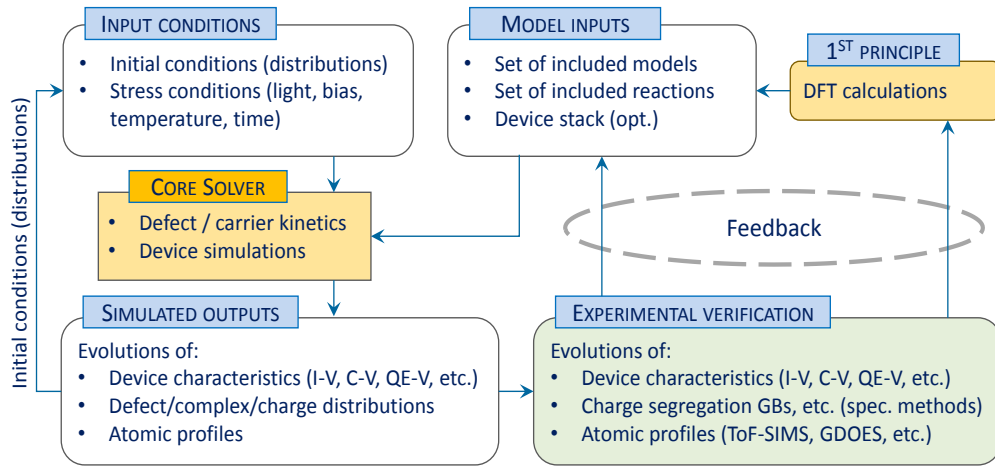 INPUT CONDITIONS
• Initial conditions (distributions)
• Stress conditions (light, bias,
temperature, time)
MODEL INPUTS
• Set of included models
• Set of included reactions
• Device stack (opt.)
1ST PRINCIPLE
DFT calculations
Initial conditions (distributions)
CORE SOLVER
• Defect / carrier kinetics
• Device simulations
Feedback
SIMULATED OUTPUTS
Evolutions of:
• Device characteristics (I-V, C-V, QE-V, etc.)
• Defect/complex/charge distributions
• Atomic profiles
EXPERIMENTAL VERIFICATION
Evolutions of:
• Device characteristics (I-V, C-V, QE-V, etc.)
• Charge segregation GBs, etc. (spec. methods)
• Atomic profiles (ToF-SIMS, GDOES, etc.)